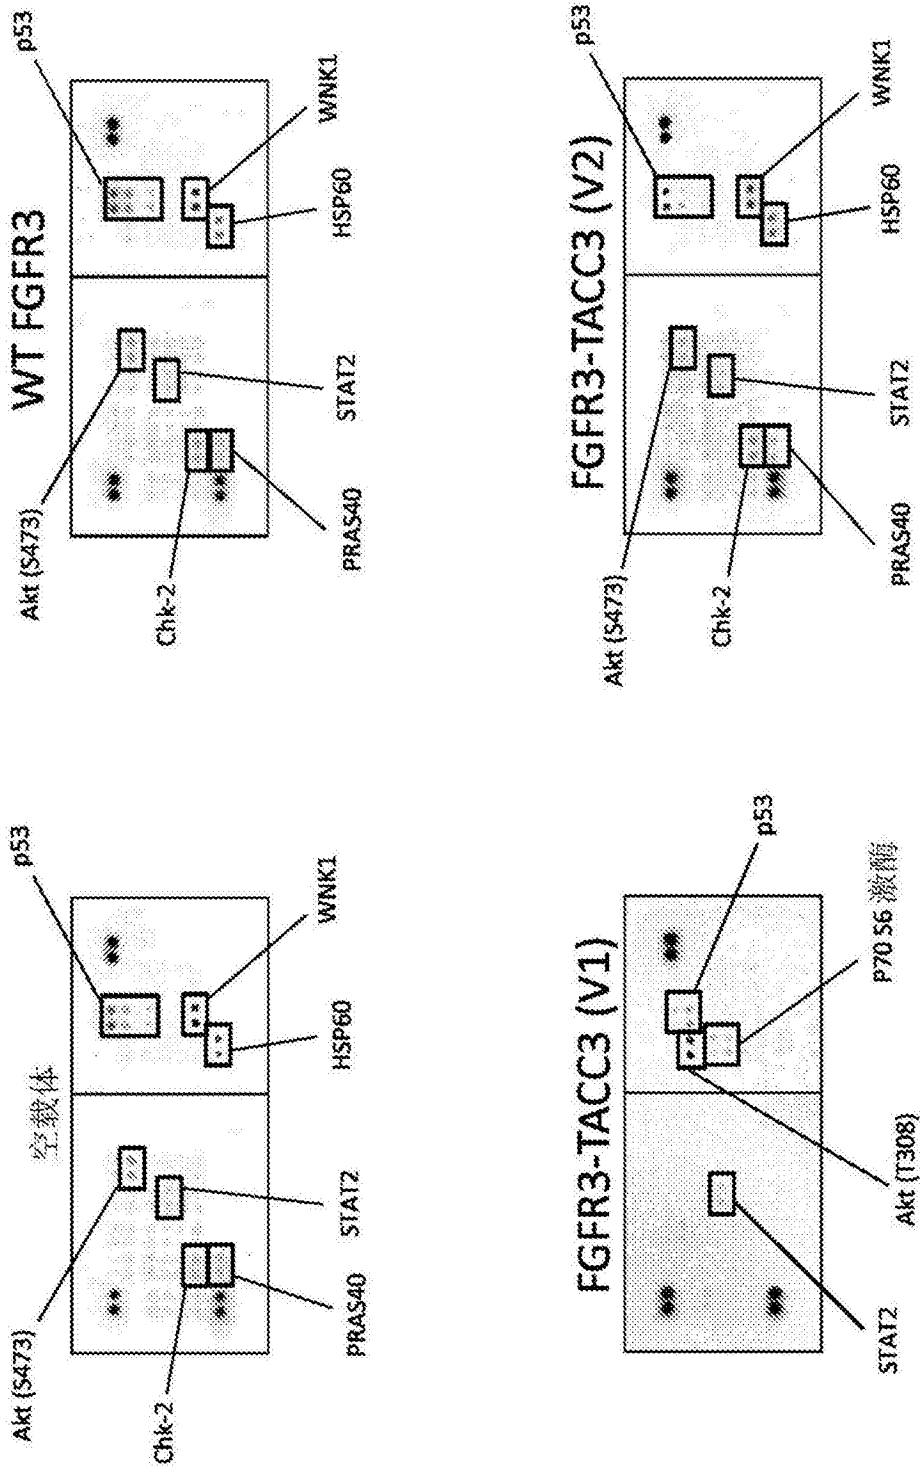 空载体
Akt (S473)
p53
Chk-2
PRAS40
STAT2
HSP60
WNK1
WT FGFR3
Akt (S473)
p53
Chk-2
PRAS40
STAT2
HSP60
WNK1
FGFR3-TACC3 (V1)
p53
STAT2
Akt (T308)
P70 S6 激酶
FGFR3-TACC3 (V2)
Akt (S473)
p53
Chk-2
PRAS40
STAT2
HSP60
WNK1